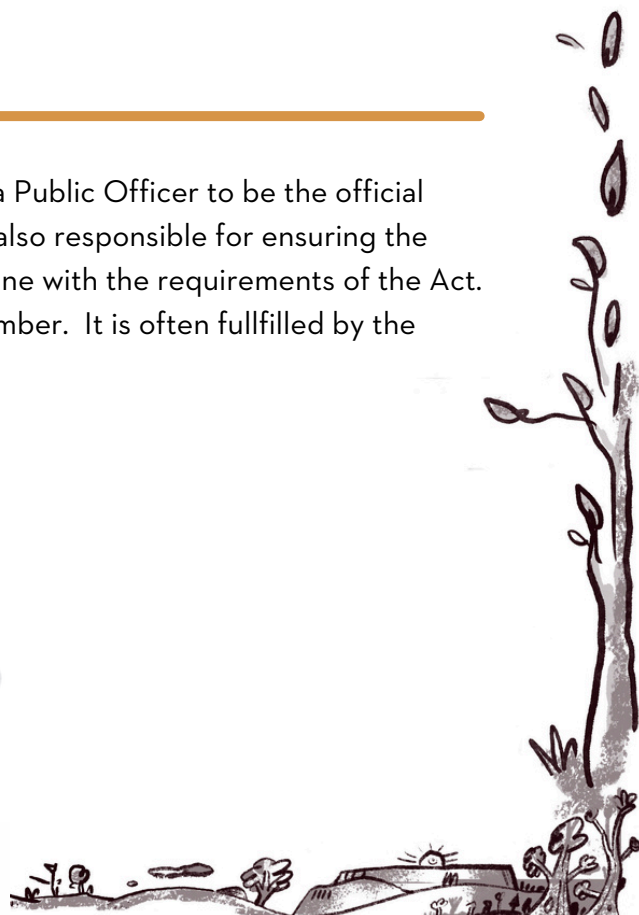 a Public Officer to be the official
also responsible for ensuring the
ne with the requirements of the Act.
mber.  It is often fullfilled by the